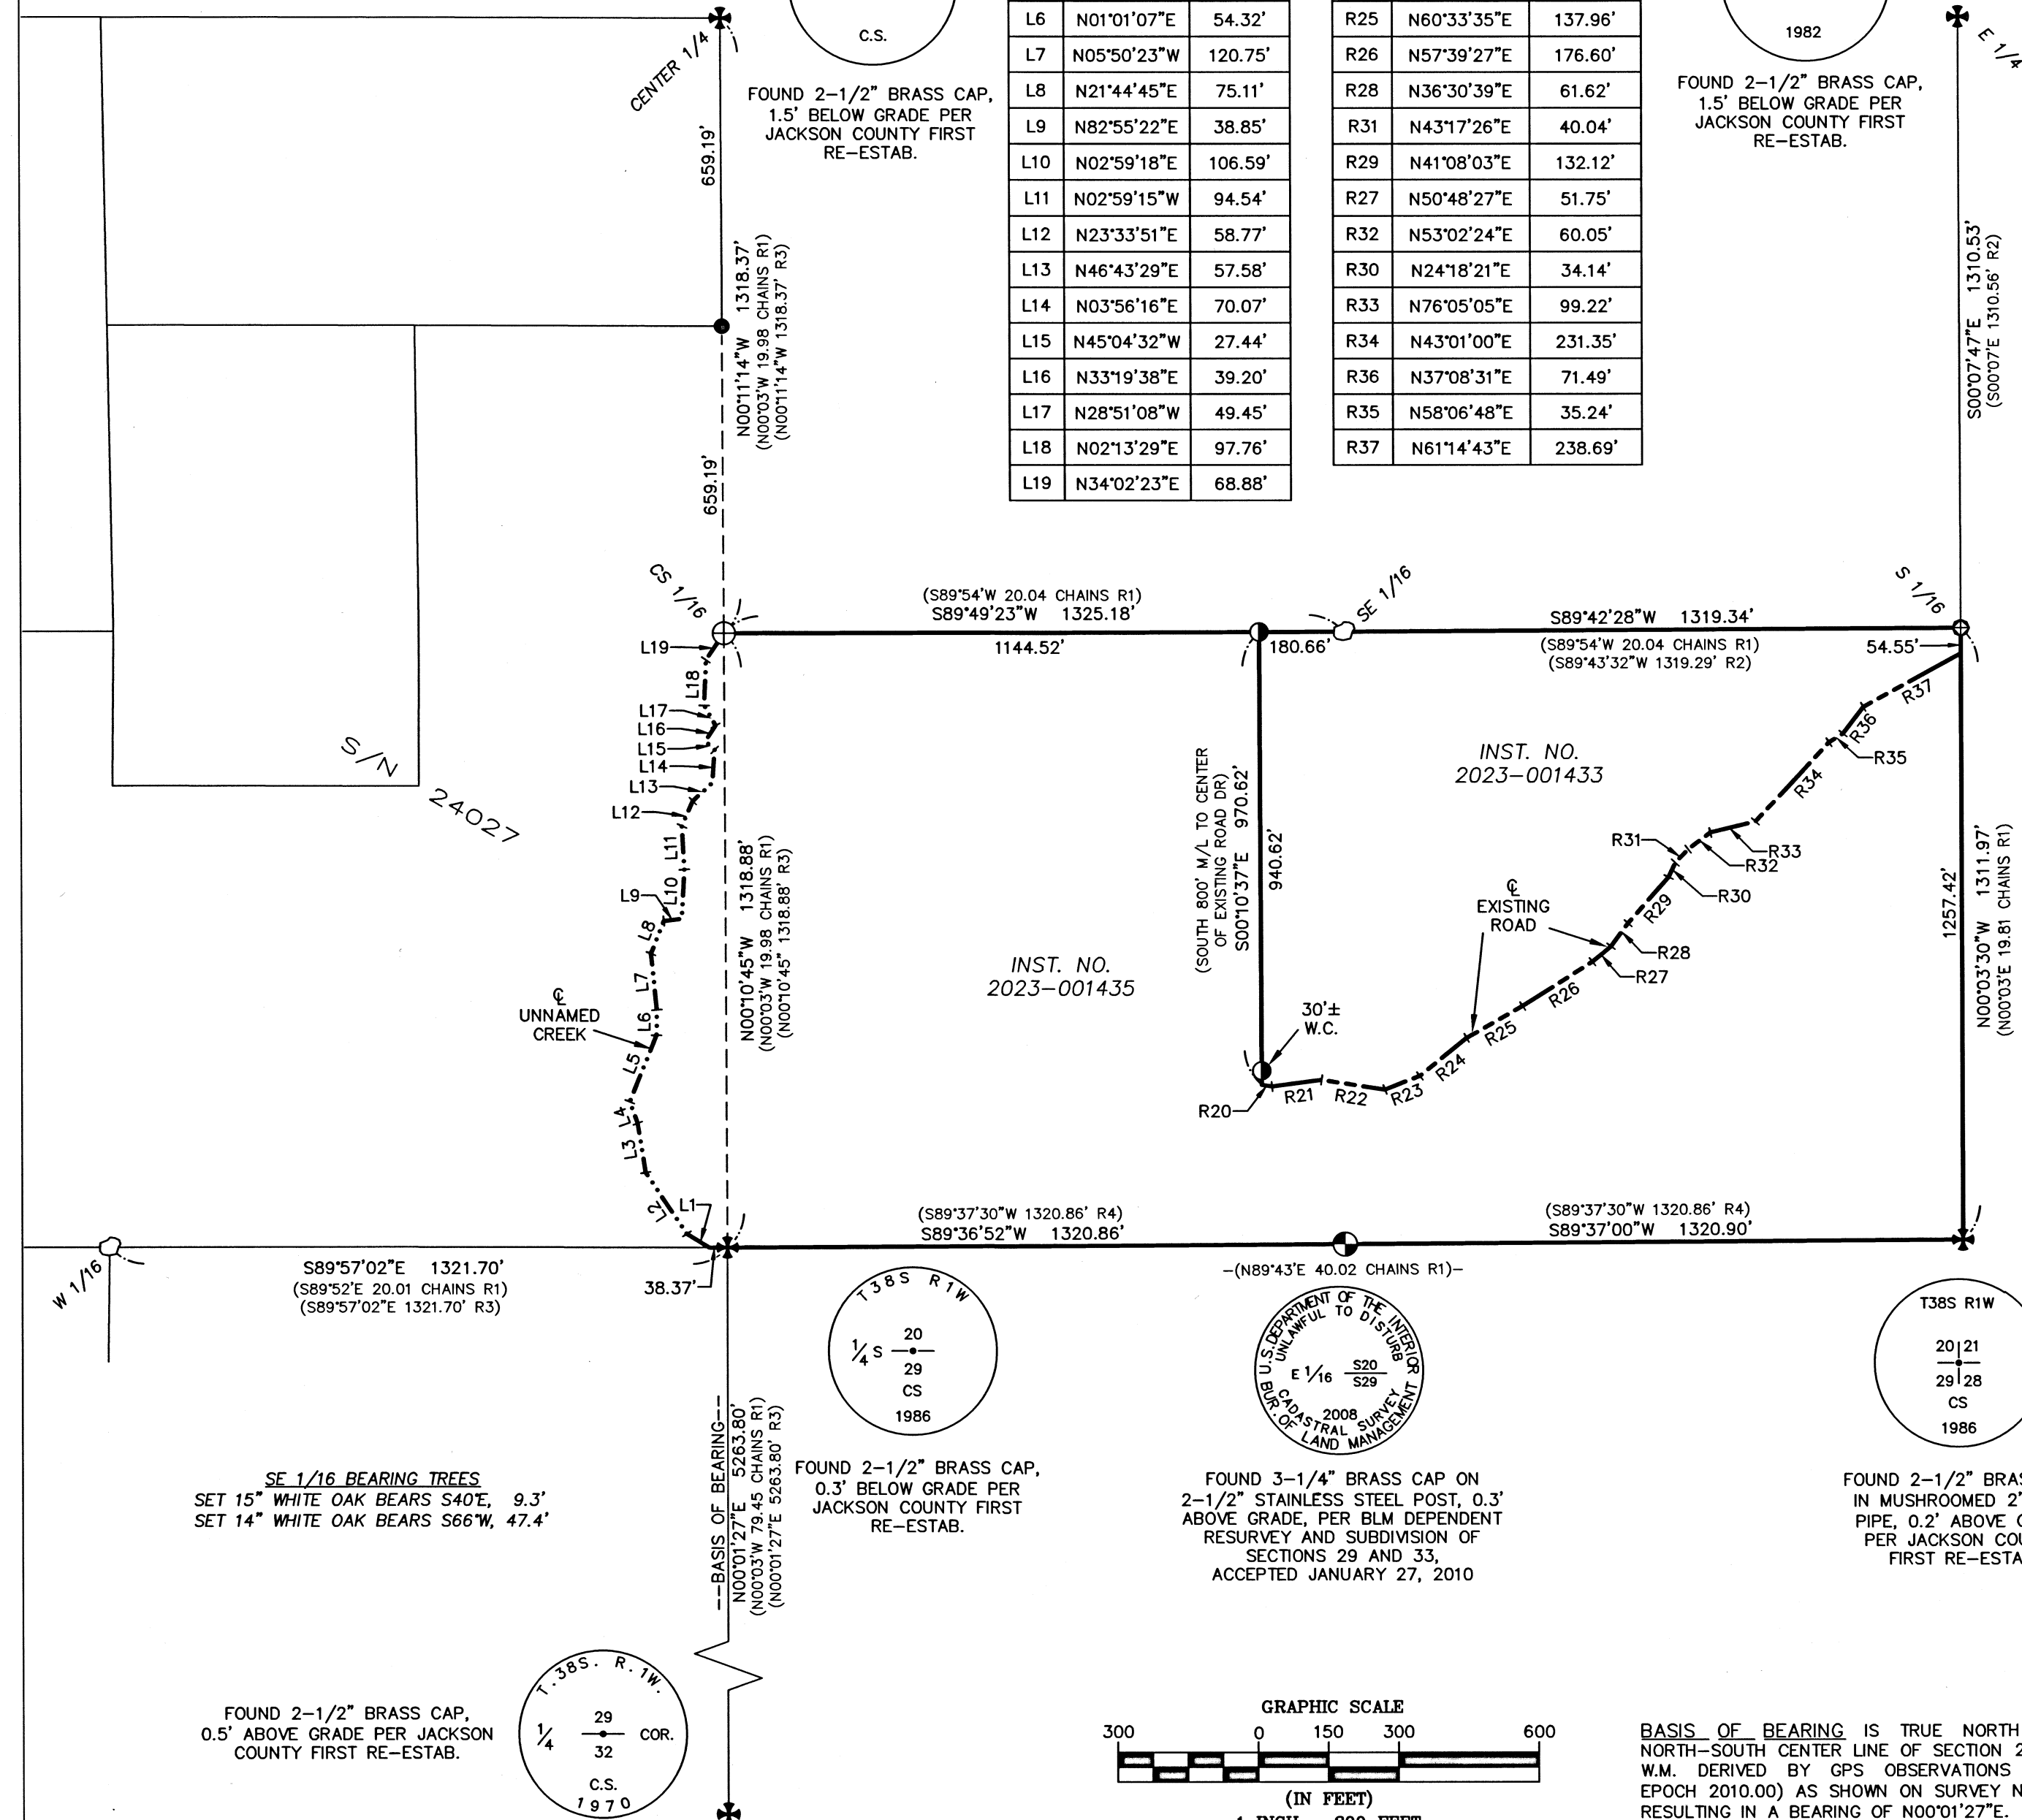 CENTER 1/4
659.19'
N00°11'14"W 1318.37'
(N00°03'W 19.98 CHAINS R1)
(N00°11'14"W 1318.37' R3)
659.19'
C.S.
FOUND 2-1/2" BRASS CAP,
1.5' BELOW GRADE PER
JACKSON COUNTY FIRST
RE-ESTAB.
L6 N01°01'07"E 54.32'
L7 N05°50'23"W 120.75'
L8 N21°44'45"E 75.11'
L9 N82°55'22"E 38.85'
L10 N02°59'18"E 106.59'
L11 N02°59'15"W 94.54'
L12 N23°33'51"E 58.77'
L13 N46°43'29"E 57.58'
L14 N03°56'16"E 70.07'
L15 N45°04'32"W 27.44'
L16 N33°19'38"E 39.20'
L17 N28°51'08"W 49.45'
L18 N02°13'29"E 97.76'
L19 N34°02'23"E 68.88'
R25 N60°33'35"E 137.96'
R26 N57°39'27"E 176.60'
R28 N36°30'39"E 61.62'
R31 N43°17'26"E 40.04'
R29 N41°08'03"E 132.12'
R27 N50°48'27"E 51.75'
R32 N53°02'24"E 60.05'
R30 N24°18'21"E 34.14'
R33 N76°05'05"E 99.22'
R34 N43°01'00"E 231.35'
R36 N37°08'31"E 71.49'
R35 N58°06'48"E 35.24'
R37 N61°14'43"E 238.69'
1982
FOUND 2-1/2" BRASS CAP,
1.5' BELOW GRADE PER
JACKSON COUNTY FIRST
RE-ESTAB.
E 1/4
S00°07'47"E 1310.53'
(S00°07'E 1310.56' R2)
CS 1/16
(S89°54'W 20.04 CHAINS R1)
S89°49'23"W 1325.18'
1144.52'
180.66'
SE 1/16
S89°42'28"W 1319.34'
(S89°54'W 20.04 CHAINS R1)
(S89°43'32"W 1319.29' R2)
S 1/16
54.55'
L19
L18
L17
L16
L15
L14
L13
L12
L11
L10
L9
L8
L7
L6
L5
L4
L3
L2
L1
S/N 24027
℄
UNNAMED
CREEK
N00°10'45"W 1318.88'
(N00°03'W 19.98 CHAINS R1)
(N00°10'45" 1318.88' R3)
INST. NO.
2023-001435
(SOUTH 800' M/L TO CENTER
OF EXISTING ROAD DR)
S00°10'37"E 970.62'
940.62'
INST. NO.
2023-001433
℄
EXISTING
ROAD
30'±
W.C.
R37
R36
R35
R34
R33
R32
R31
R30
R29
R28
R27
R26
R25
R24
R23
R22
R21
R20
1257.42'
N00°03'30"W 1311.97'
(N00°03'E 19.81 CHAINS R1)
W 1/16
S89°57'02"E 1321.70'
(S89°52'E 20.01 CHAINS R1)
(S89°57'02"E 1321.70' R3)
38.37'
(S89°37'30"W 1320.86' R4)
S89°36'52"W 1320.86'
(S89°37'30"W 1320.86' R4)
S89°37'00"W 1320.90'
-(N89°43'E 40.02 CHAINS R1)-
T38S R1W
1/4 S 20
29
CS
1986
FOUND 2-1/2" BRASS CAP,
0.3' BELOW GRADE PER
JACKSON COUNTY FIRST
RE-ESTAB.
U.S. DEPARTMENT OF THE INTERIOR
UNLAWFUL TO DISTURB
E 1/16 S20
S29
2008
CADASTRAL SURVEY
BUR. OF LAND MANAGEMENT
FOUND 3-1/4" BRASS CAP ON
2-1/2" STAINLESS STEEL POST, 0.3'
ABOVE GRADE, PER BLM DEPENDENT
RESURVEY AND SUBDIVISION OF
SECTIONS 29 AND 33,
ACCEPTED JANUARY 27, 2010
T38S R1W
20|21
29|28
CS
1986
FOUND 2-1/2" BRAS
IN MUSHROOMED 2"
PIPE, 0.2' ABOVE
PER JACKSON COU
FIRST RE-ESTA
SE 1/16 BEARING TREES
SET 15" WHITE OAK BEARS S40°E, 9.3'
SET 14" WHITE OAK BEARS S66°W, 47.4'
--BASIS OF BEARING--
N00°01'27"E 5263.80'
(N00°03'W 79.45 CHAINS R1)
(N00°01'27"E 5263.80' R3)
FOUND 2-1/2" BRASS CAP,
0.5' ABOVE GRADE PER JACKSON
COUNTY FIRST RE-ESTAB.
T.38S. R.1W.
29
1/4 COR.
32
C.S.
1970
GRAPHIC SCALE
300 0 150 300 600
(IN FEET)
BASIS OF BEARING IS TRUE NORTH
NORTH-SOUTH CENTER LINE OF SECTION 2
W.M. DERIVED BY GPS OBSERVATIONS
EPOCH 2010.00) AS SHOWN ON SURVEY N
RESULTING IN A BEARING OF N00°01'27"E.